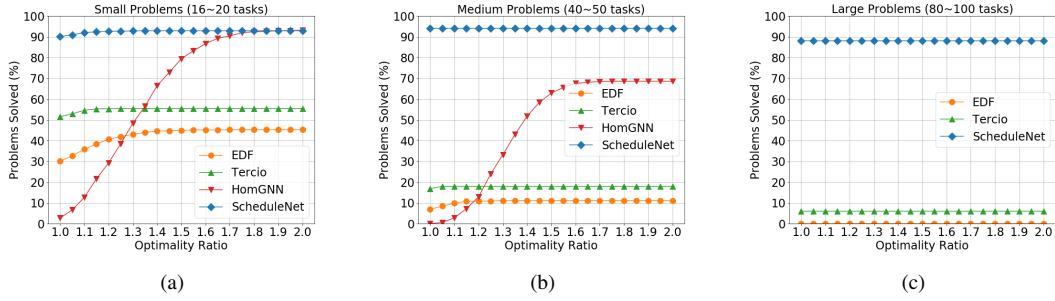 Small Problems (16~20 tasks)
Problems Solved (%)
100
90
80
70
60
50
40
30
20
10
0
EDF
Tercio
HomGNN
ScheduleNet
1.0 1.1 1.2 1.3 1.4 1.5 1.6 1.7 1.8 1.9 2.0
Optimality Ratio
(a)
Medium Problems (40~50 tasks)
Problems Solved (%)
100
90
80
70
60
50
40
30
20
10
0
EDF
Tercio
HomGNN
ScheduleNet
1.0 1.1 1.2 1.3 1.4 1.5 1.6 1.7 1.8 1.9 2.0
Optimality Ratio
(b)
Large Problems (80~100 tasks)
Problems Solved (%)
100
90
80
70
60
50
40
30
20
10
0
EDF
Tercio
ScheduleNet
1.0 1.1 1.2 1.3 1.4 1.5 1.6 1.7 1.8 1.9 2.0
Optimality Ratio
(c)